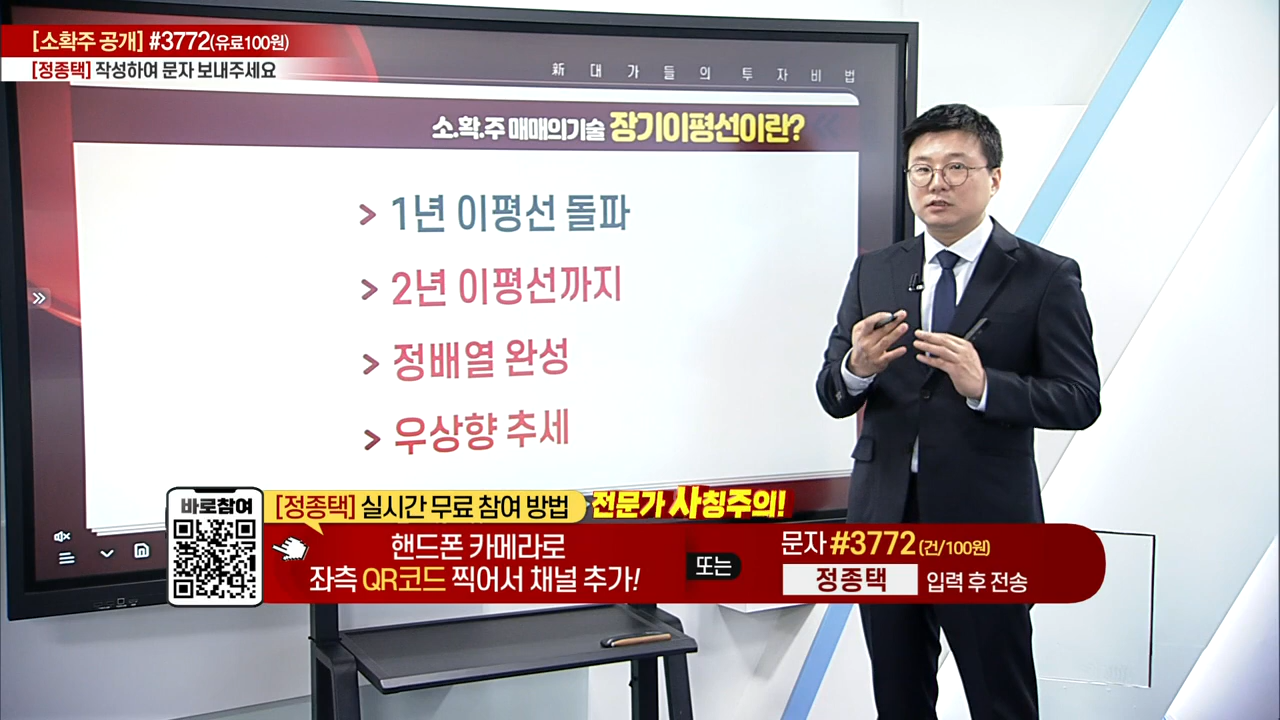 [소확주 공개] #3772(유료100원)
[정종택] 작성하여 문자 보내주세요
新 대가들의 투자비법
소.확.주 매매의기술 장기이평선이란?
> 1년 이평선 돌파
> 2년 이평선까지
> 정배열 완성
> 우상향 추세
바로참여
[정종택] 실시간 무료 참여 방법
전문가 사칭주의!
핸드폰 카메라로
좌측 QR코드 찍어서 채널 추가!
또는
문자 #3772 (건/100원)
정종택 입력 후 전송